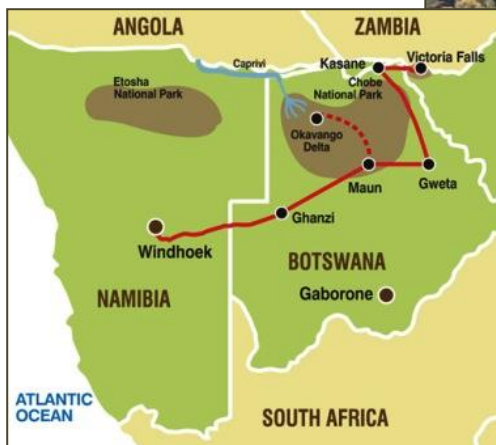 ANGOLA
ZAMBIA
Kasane
Victoria Falls
Caprivi
Chobe
National Park
Etosha
National Park
Okavango
Delta
Maun
Gweta
Ghanzi
Windhoek
BOTSWANA
NAMIBIA
Gaborone
ATLANTIC
OCEAN
SOUTH AFRICA